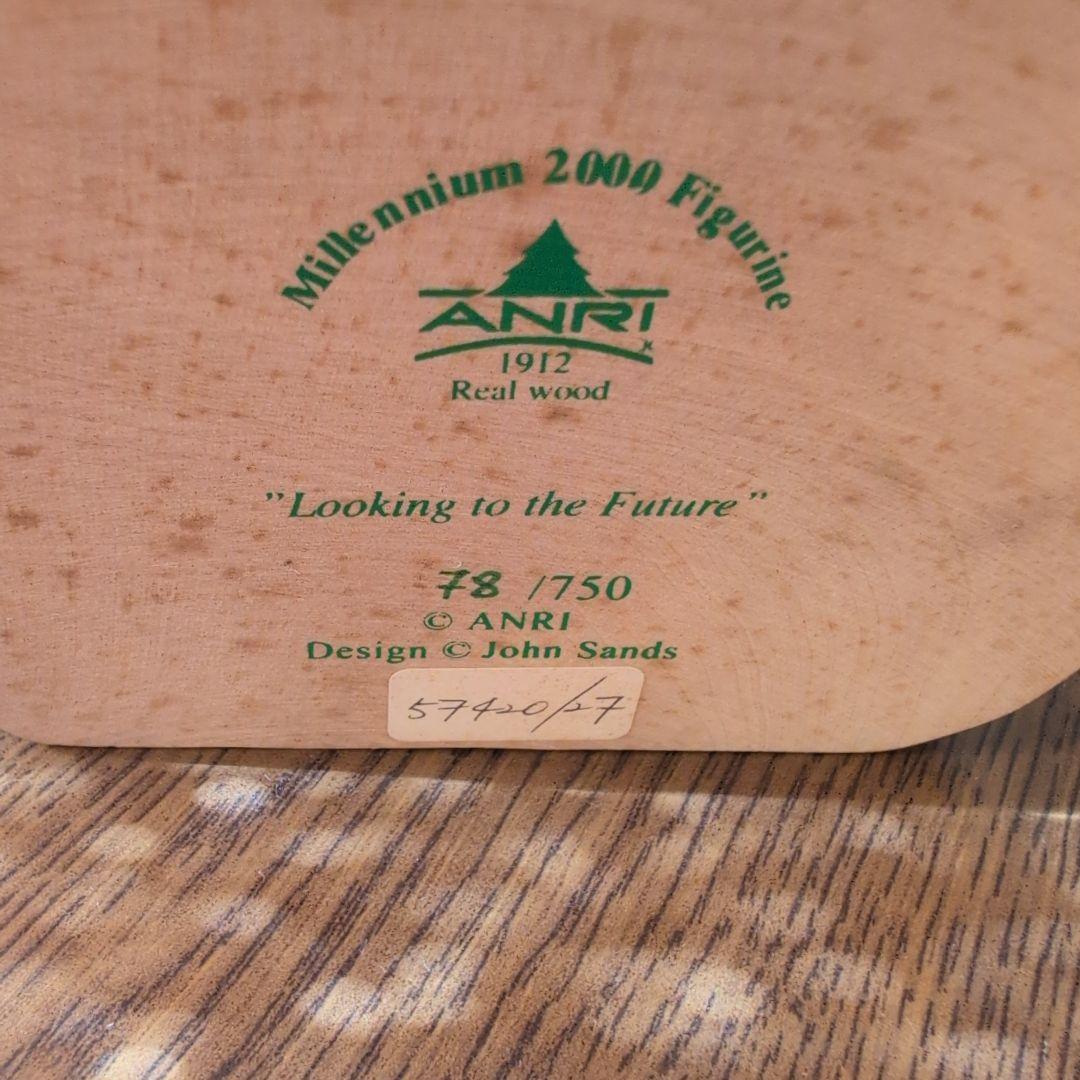 Millennium 2000 Figurine
ANRI
1912
Real wood
"Looking to the Future"
78 /750
© ANRI
Design © John Sands
57420/27